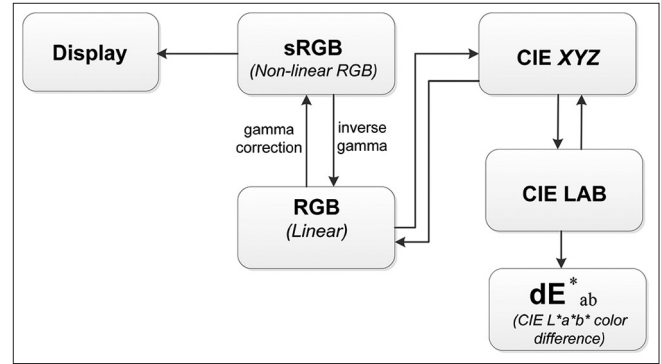 Display
sRGB
(Non-linear RGB)
CIE XYZ
gamma
correction
inverse
gamma
RGB
(Linear)
CIE LAB
dE*ab
(CIE L*a*b* color
difference)